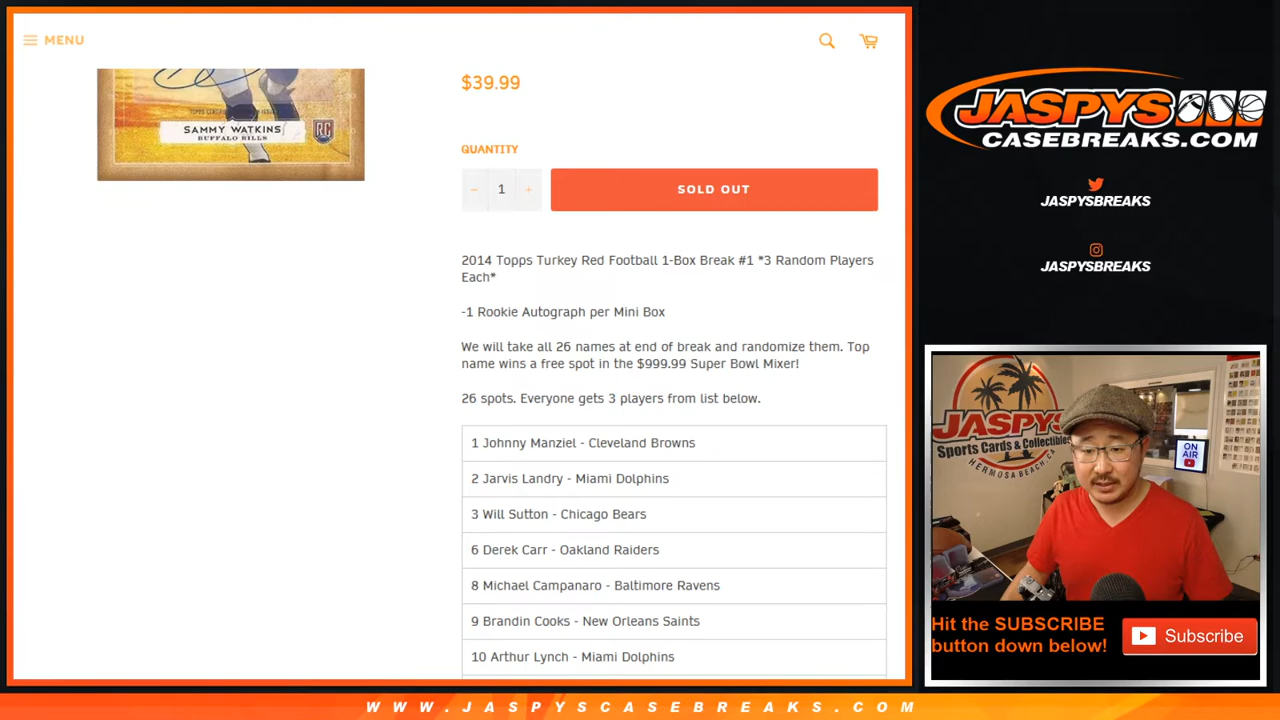 MENU
$39.99
SAMMY WATKINS
BUFFALO BILLS
RC
QUANTITY
− 1 +
SOLD OUT
2014 Topps Turkey Red Football 1-Box Break #1 *3 Random Players
Each*
-1 Rookie Autograph per Mini Box
We will take all 26 names at end of break and randomize them. Top
name wins a free spot in the $999.99 Super Bowl Mixer!
26 spots. Everyone gets 3 players from list below.
1 Johnny Manziel - Cleveland Browns
2 Jarvis Landry - Miami Dolphins
3 Will Sutton - Chicago Bears
6 Derek Carr - Oakland Raiders
8 Michael Campanaro - Baltimore Ravens
9 Brandin Cooks - New Orleans Saints
10 Arthur Lynch - Miami Dolphins
JASPYS
CASEBREAKS.COM
JASPYSBREAKS
JASPYSBREAKS
JASPYS
Sports Cards & Collectibles
HERMOSA BEACH, CA
ON
AIR
Hit the SUBSCRIBE
button down below!
Subscribe
WWW.JASPYSCASEBREAKS.COM